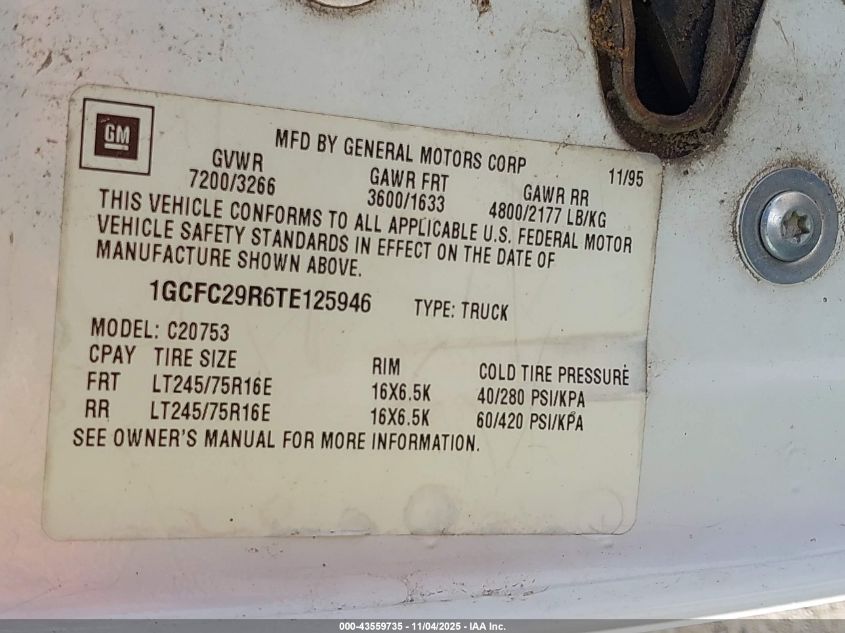 GM
MFD BY GENERAL MOTORS CORP 11/95
GVWR GAWR FRT GAWR RR
7200/3266 3600/1633 4800/2177 LB/KG
THIS VEHICLE CONFORMS TO ALL APPLICABLE U.S. FEDERAL MOTOR
VEHICLE SAFETY STANDARDS IN EFFECT ON THE DATE OF
MANUFACTURE SHOWN ABOVE.
1GCFC29R6TE125946 TYPE: TRUCK
MODEL: C20753
CPAY TIRE SIZE RIM COLD TIRE PRESSURE
FRT LT245/75R16E 16X6.5K 40/280 PSI/KPA
RR LT245/75R16E 16X6.5K 60/420 PSI/KPA
SEE OWNER'S MANUAL FOR MORE INFORMATION.
000-43559735 - 11/04/2025 - IAA Inc.